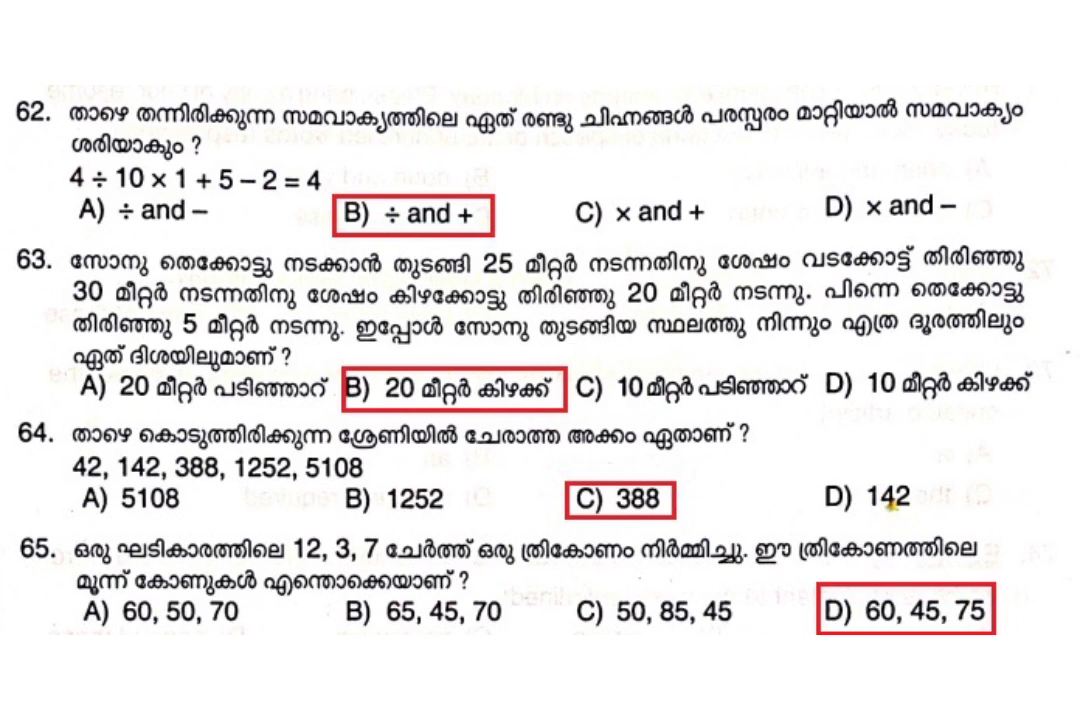 62. താഴെ തന്നിരിക്കുന്ന സമവാക്യത്തിലെ ഏത് രണ്ടു ചിഹ്നങ്ങൾ പരസ്പരം മാറ്റിയാൽ സമവാക്യം
ശരിയാകും ?
4 ÷ 10 × 1 + 5 – 2 = 4
A) ÷ and – B) ÷ and + C) × and + D) × and –
63. സോനു തെക്കോട്ടു നടക്കാൻ തുടങ്ങി 25 മീറ്റർ നടന്നതിനു ശേഷം വടക്കോട്ട് തിരിഞ്ഞു
30 മീറ്റർ നടന്നതിനു ശേഷം കിഴക്കോട്ടു തിരിഞ്ഞു 20 മീറ്റർ നടന്നു. പിന്നെ തെക്കോട്ടു
തിരിഞ്ഞു 5 മീറ്റർ നടന്നു. ഇപ്പോൾ സോനു തുടങ്ങിയ സ്ഥലത്തു നിന്നും എത്ര ദൂരത്തിലും
ഏത് ദിശയിലുമാണ് ?
A) 20 മീറ്റർ പടിഞ്ഞാറ് B) 20 മീറ്റർ കിഴക്ക് C) 10 മീറ്റർ പടിഞ്ഞാറ് D) 10 മീറ്റർ കിഴക്ക്
64. താഴെ കൊടുത്തിരിക്കുന്ന ശ്രേണിയിൽ ചേരാത്ത അക്കം ഏതാണ് ?
42, 142, 388, 1252, 5108
A) 5108 B) 1252 C) 388 D) 142
65. ഒരു ഘടികാരത്തിലെ 12, 3, 7 ചേർത്ത് ഒരു ത്രികോണം നിർമ്മിച്ചു. ഈ ത്രികോണത്തിലെ
മൂന്ന് കോണുകൾ എന്തൊക്കെയാണ് ?
A) 60, 50, 70 B) 65, 45, 70 C) 50, 85, 45 D) 60, 45, 75